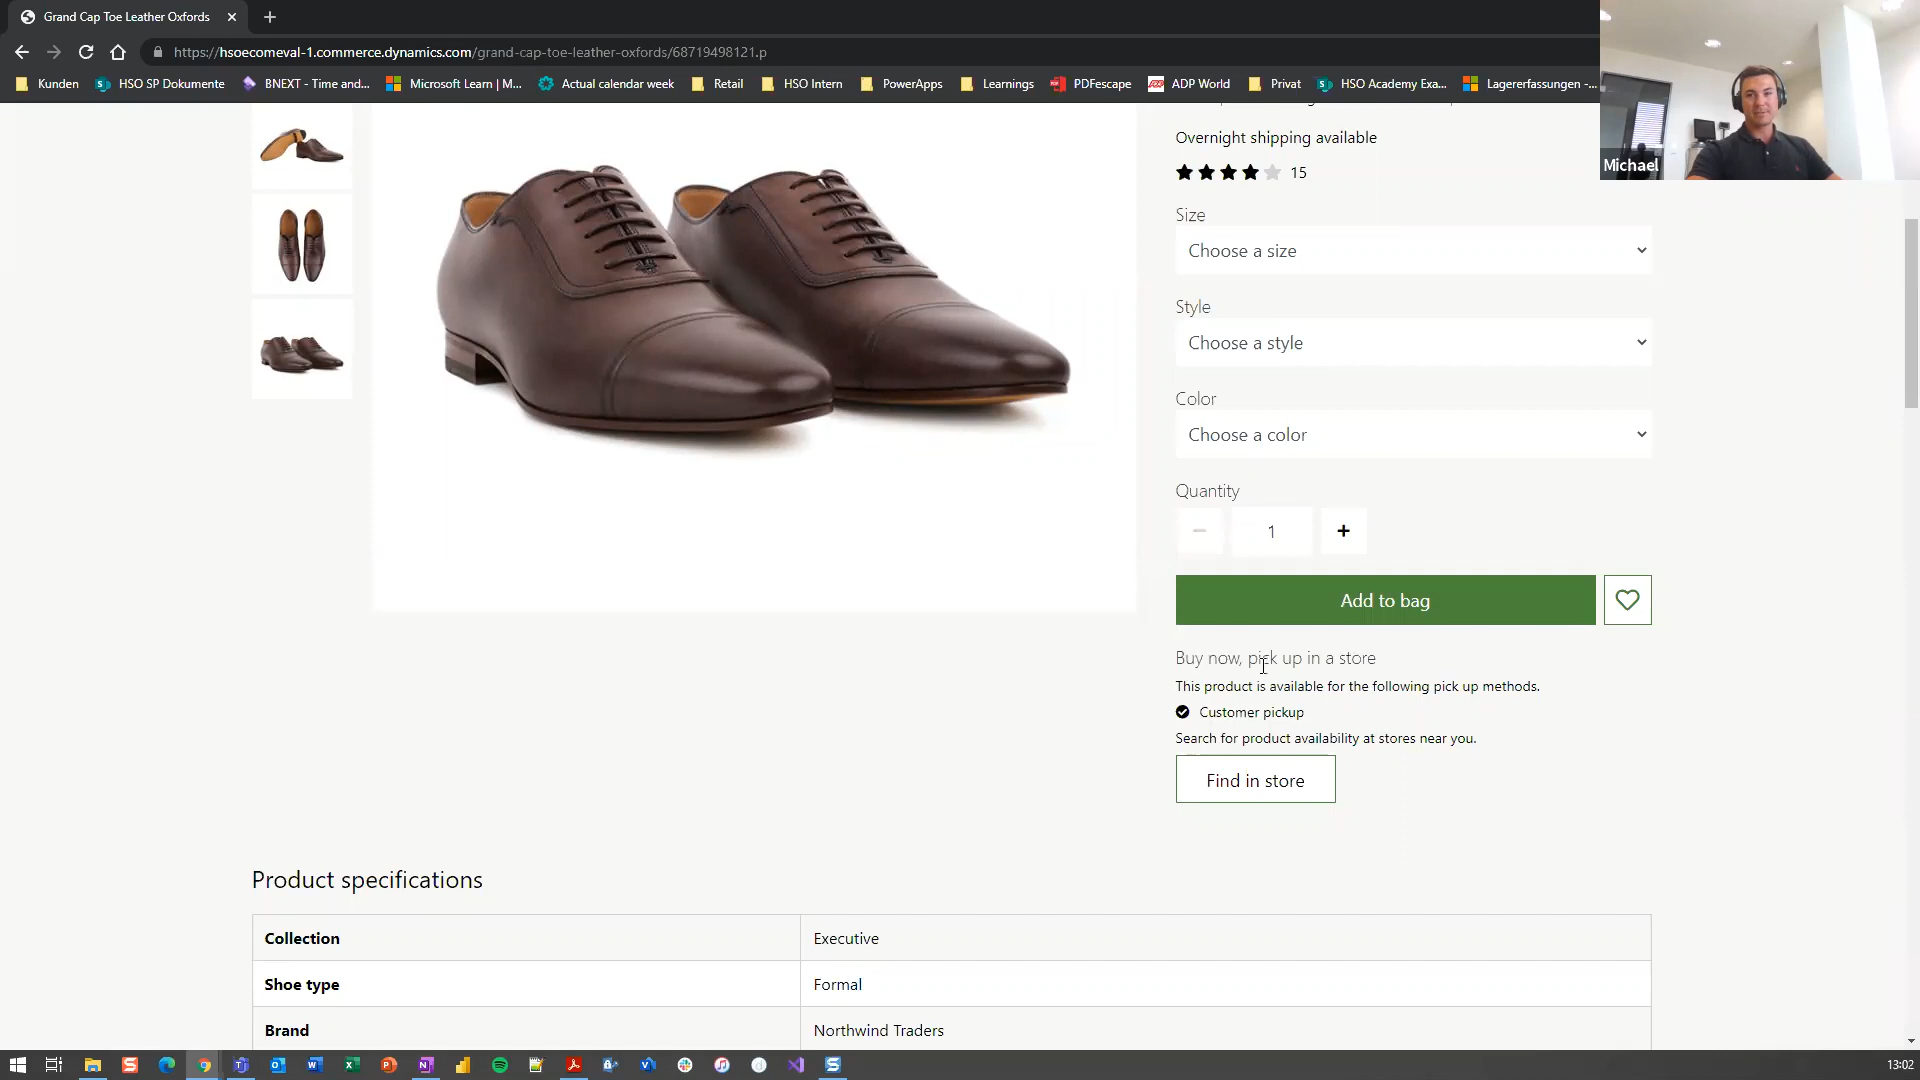 Grand Cap Toe Leather Oxfords
https://hsoecomeval-1.commerce.dynamics.com/grand-cap-toe-leather-oxfords/68719498121.p
Kunden HSO SP Dokumente BNEXT - Time and... Microsoft Learn | M... Actual calendar week Retail HSO Intern PowerApps Learnings PDFescape ADP World Privat HSO Academy Exa... Lagererfassungen -...
Michael
Overnight shipping available
15
Size
Choose a size
Style
Choose a style
Color
Choose a color
Quantity
1
Add to bag
Buy now, pick up in a store
This product is available for the following pick up methods.
Customer pickup
Search for product availability at stores near you.
Find in store
Product specifications
Collection Executive
Shoe type Formal
Brand Northwind Traders
13:02